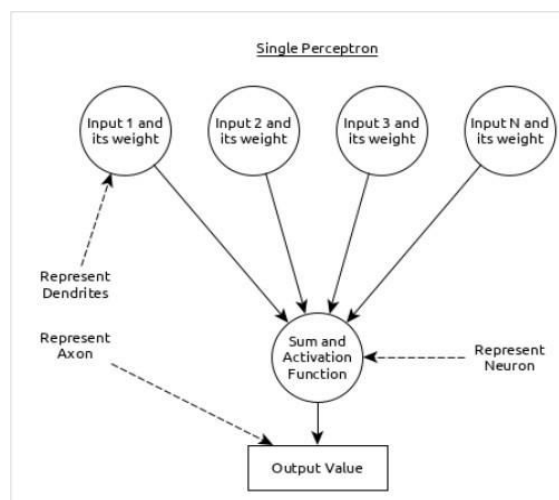 Single Perceptron
Input 1 and
its weight
Input 2 and
its weight
Input 3 and
its weight
Input N and
its weight
Represent
Dendrites
Represent
Axon
Sum and
Activation
Function
Represent
Neuron
Output Value